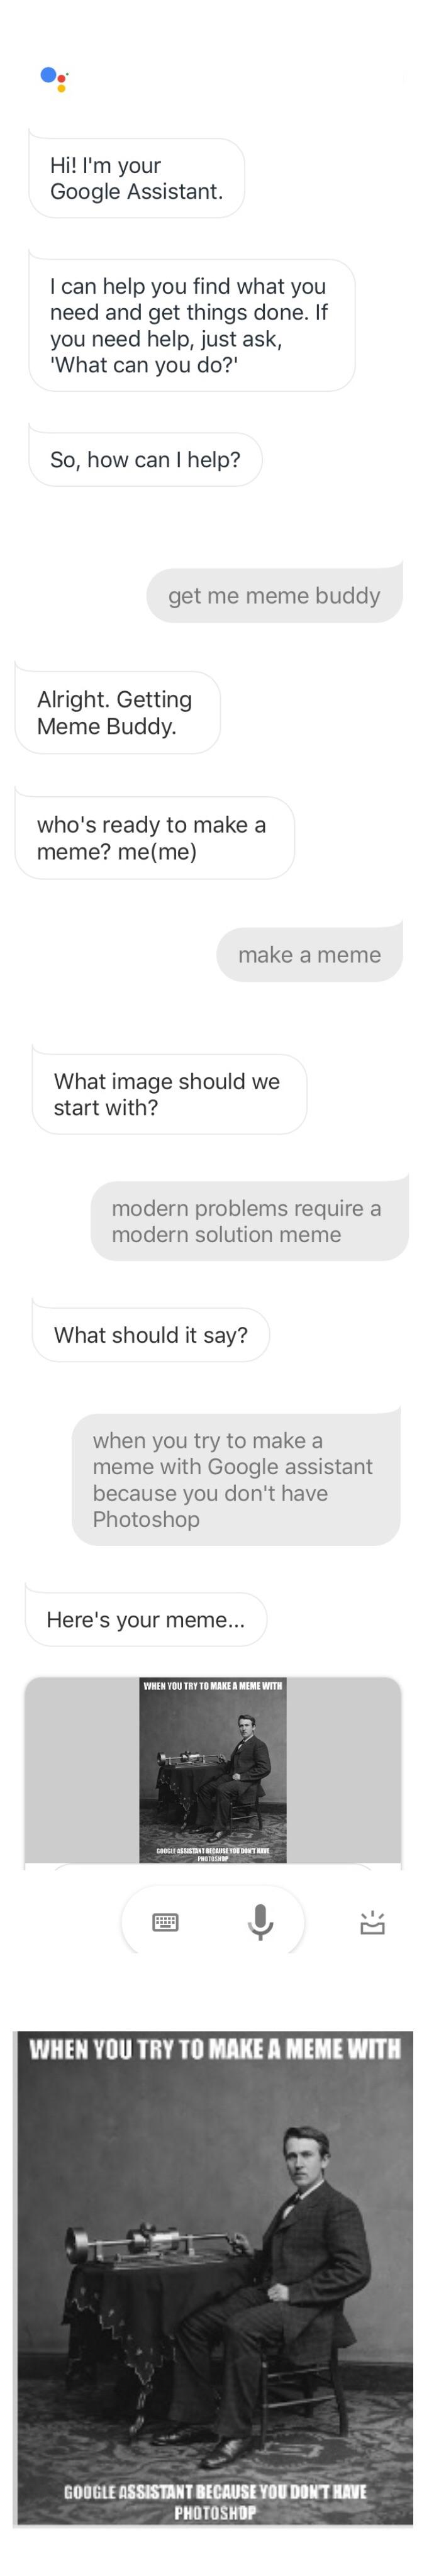 Hi! I'm your
Google Assistant.
I can help you find what you
need and get things done. If
you need help, just ask,
'What can you do?'
So, how can I help?
get me meme buddy
Alright. Getting
Meme Buddy.
who's ready to make a
meme? me(me)
make a meme
What image should we
start with?
modern problems require a
modern solution meme
What should it say?
when you try to make a
meme with Google assistant
because you don't have
Photoshop
Here's your meme...
WHEN YOU TRY TO MAKE A MEME WITH
GOOGLE ASSISTANT BECAUSE YOU DON'T HAVE
PHOTOSHOP
WHEN YOU TRY TO MAKE A MEME WITH
GOOGLE ASSISTANT BECAUSE YOU DON'T HAVE
PHOTOSHOP